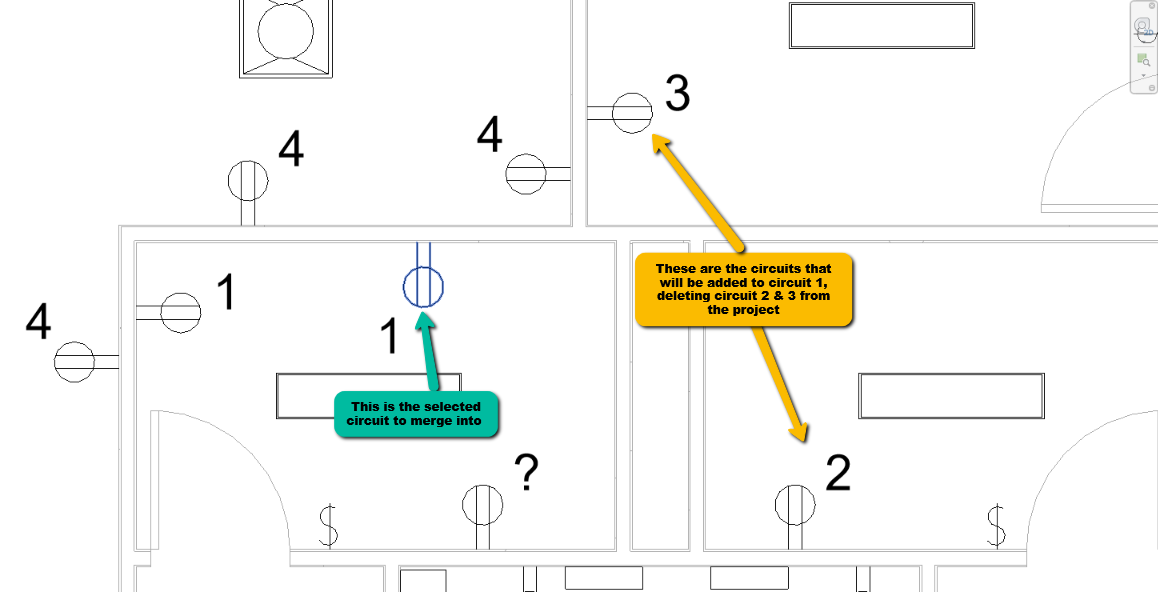 3
4
4
These are the circuits that
will be added to circuit 1,
deleting circuit 2 & 3 from
the project
1
4
1
This is the selected
circuit to merge into
?
2
$
$